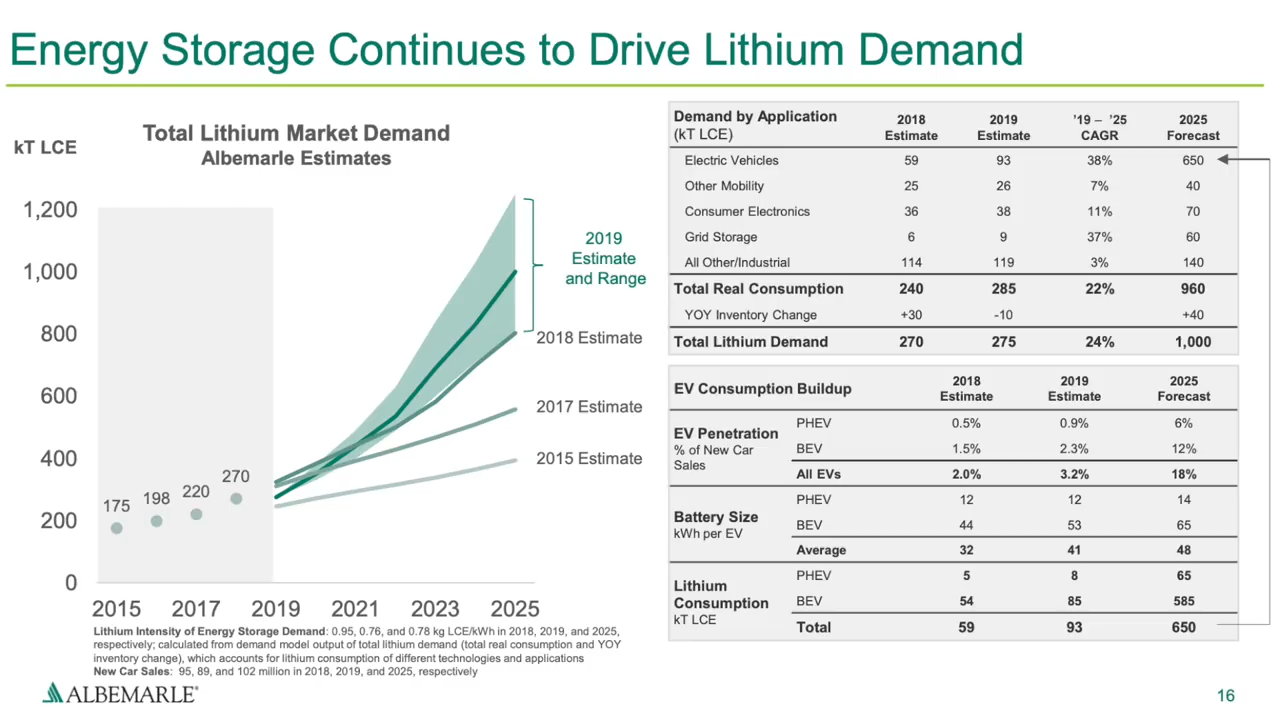 Energy Storage Continues to Drive Lithium Demand
Total Lithium Market Demand
Albemarle Estimates
kT LCE
1,200
1,000
800
600
400
200
0
175
198
220
270
2015
2017
2019
2021
2023
2025
2019
Estimate
and Range
2018 Estimate
2017 Estimate
2015 Estimate
Lithium Intensity of Energy Storage Demand: 0.95, 0.76, and 0.78 kg LCE/kWh in 2018, 2019, and 2025,
respectively; calculated from demand model output of total lithium demand (total real consumption and YOY
inventory change), which accounts for lithium consumption of different technologies and applications
New Car Sales: 95, 89, and 102 million in 2018, 2019, and 2025, respectively
Demand by Application
(kT LCE)
2018
Estimate
2019
Estimate
’19 – ’25
CAGR
2025
Forecast
Electric Vehicles 59 93 38% 650
Other Mobility 25 26 7% 40
Consumer Electronics 36 38 11% 70
Grid Storage 6 9 37% 60
All Other/Industrial 114 119 3% 140
Total Real Consumption 240 285 22% 960
YOY Inventory Change +30 -10 +40
Total Lithium Demand 270 275 24% 1,000
EV Consumption Buildup
2018
Estimate
2019
Estimate
2025
Forecast
EV Penetration
% of New Car
Sales
PHEV 0.5% 0.9% 6%
BEV 1.5% 2.3% 12%
All EVs 2.0% 3.2% 18%
Battery Size
kWh per EV
PHEV 12 12 14
BEV 44 53 65
Average 32 41 48
Lithium
Consumption
kT LCE
PHEV 5 8 65
BEV 54 85 585
Total 59 93 650
ALBEMARLE®
16